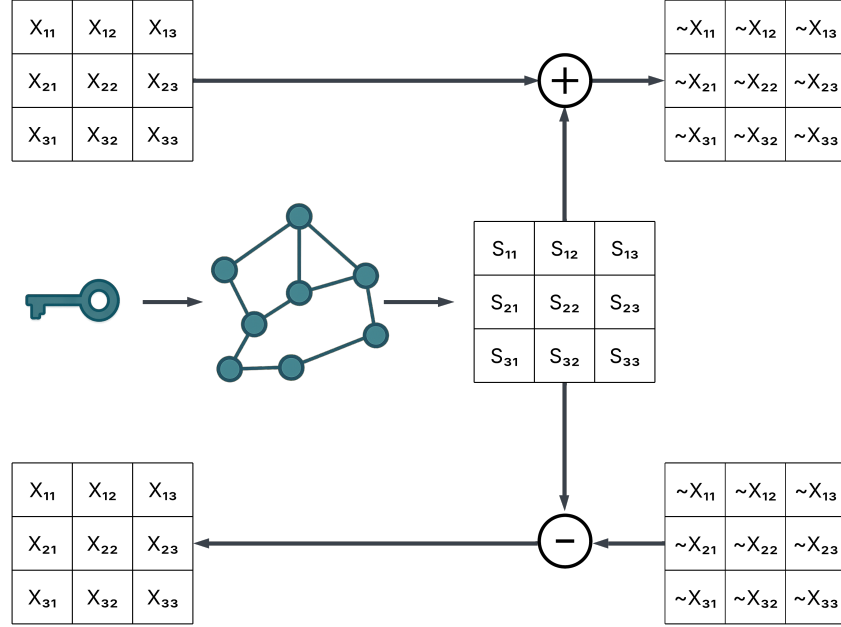 X₁₁ X₁₂ X₁₃ ~X₁₁ ~X₁₂ ~X₁₃
X₂₁ X₂₂ X₂₃ + ~X₂₁ ~X₂₂ ~X₂₃
X₃₁ X₃₂ X₃₃ ~X₃₁ ~X₃₂ ~X₃₃
S₁₁ S₁₂ S₁₃
S₂₁ S₂₂ S₂₃
S₃₁ S₃₂ S₃₃
X₁₁ X₁₂ X₁₃ ~X₁₁ ~X₁₂ ~X₁₃
X₂₁ X₂₂ X₂₃ − ~X₂₁ ~X₂₂ ~X₂₃
X₃₁ X₃₂ X₃₃ ~X₃₁ ~X₃₂ ~X₃₃